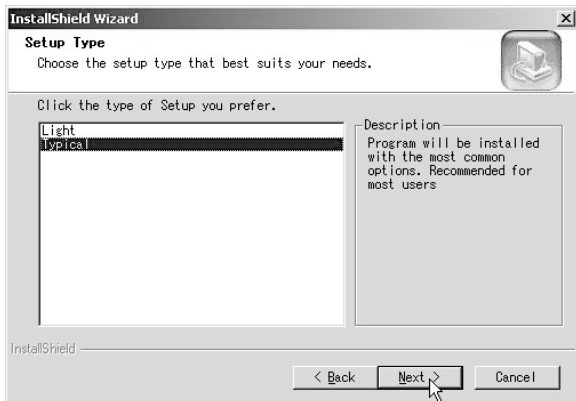 InstallShield Wizard
Setup Type
Choose the setup type that best suits your needs.
Click the type of Setup you prefer.
Light
Typical
Description
Program will be installed
with the most common
options. Recommended for
most users
InstallShield
< Back
Next >
Cancel